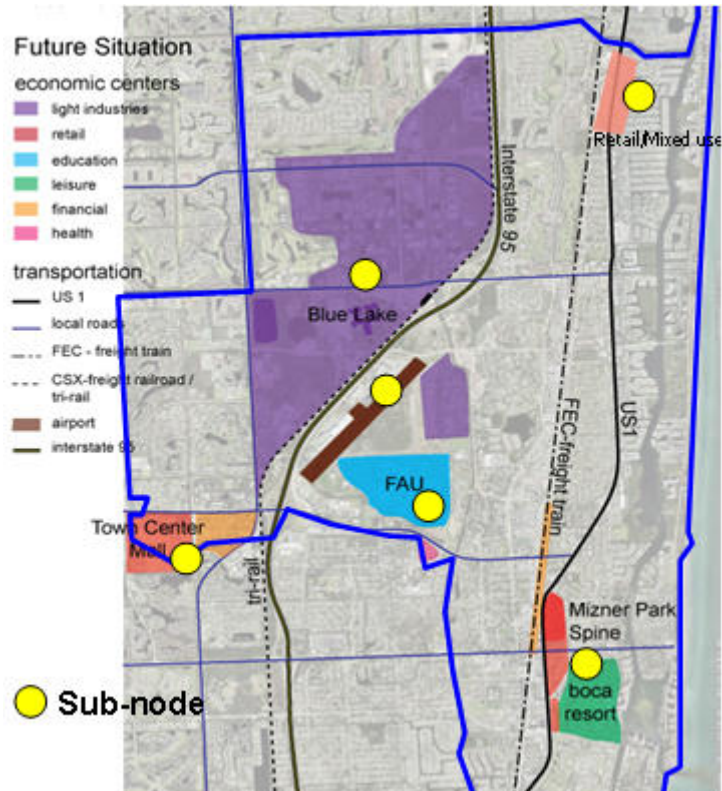 Future Situation
economic centers
light industries
retail
education
leisure
financial
health
transportation
US 1
local roads
FEC - freight train
CSX-freight railroad /
tri-rail
airport
interstate 95
Sub-node
Retail/Mixed use
Interstate 95
Blue Lake
FEC-freight train
US1
FAU
Town Center
Mall
tri-rail
Mizner Park
Spine
boca
resort